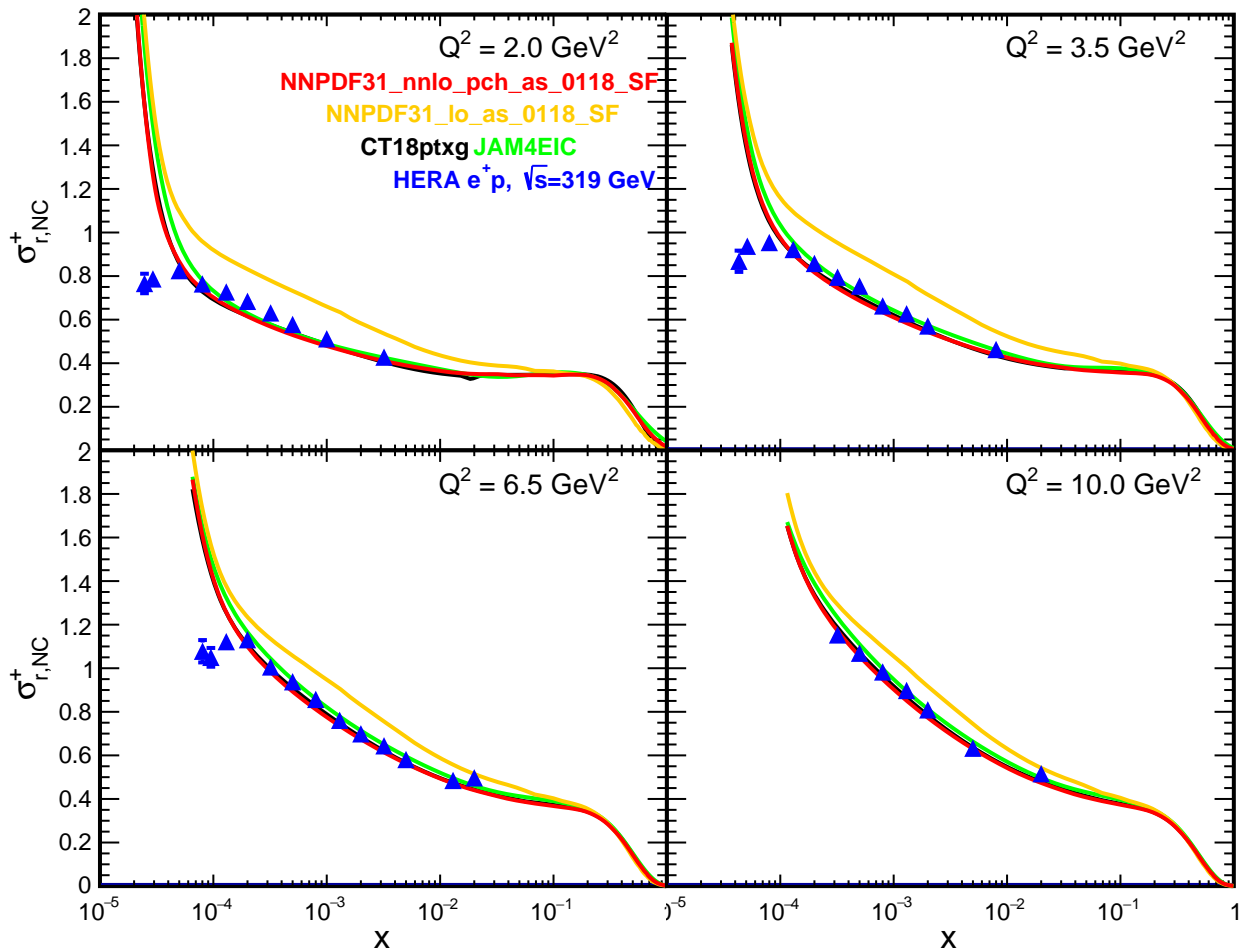 2
1.8
1.6
1.4
1.2
1
0.8
0.6
0.4
0.2
σ⁺r,NC
Q² = 2.0 GeV²
NNPDF31_nnlo_pch_as_0118_SF
NNPDF31_lo_as_0118_SF
CT18ptxg JAM4EIC
HERA e⁺p, √s=319 GeV
Q² = 3.5 GeV²
2
1.8
1.6
1.4
1.2
1
0.8
0.6
0.4
0.2
0
σ⁺r,NC
Q² = 6.5 GeV²
Q² = 10.0 GeV²
10⁻⁵ 10⁻⁴ 10⁻³ 10⁻² 10⁻¹
x
10⁻⁵ 10⁻⁴ 10⁻³ 10⁻² 10⁻¹ 1
x